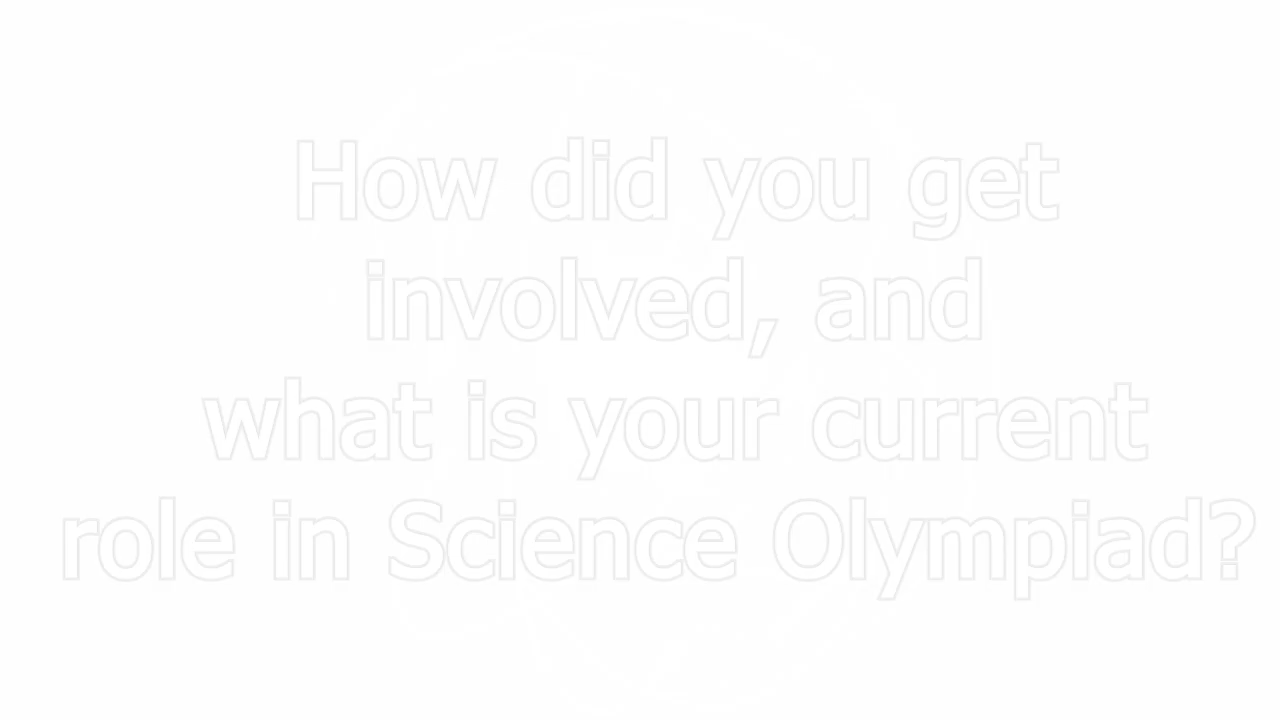 How did you get
involved, and
what is your current
role in Science Olympiad?